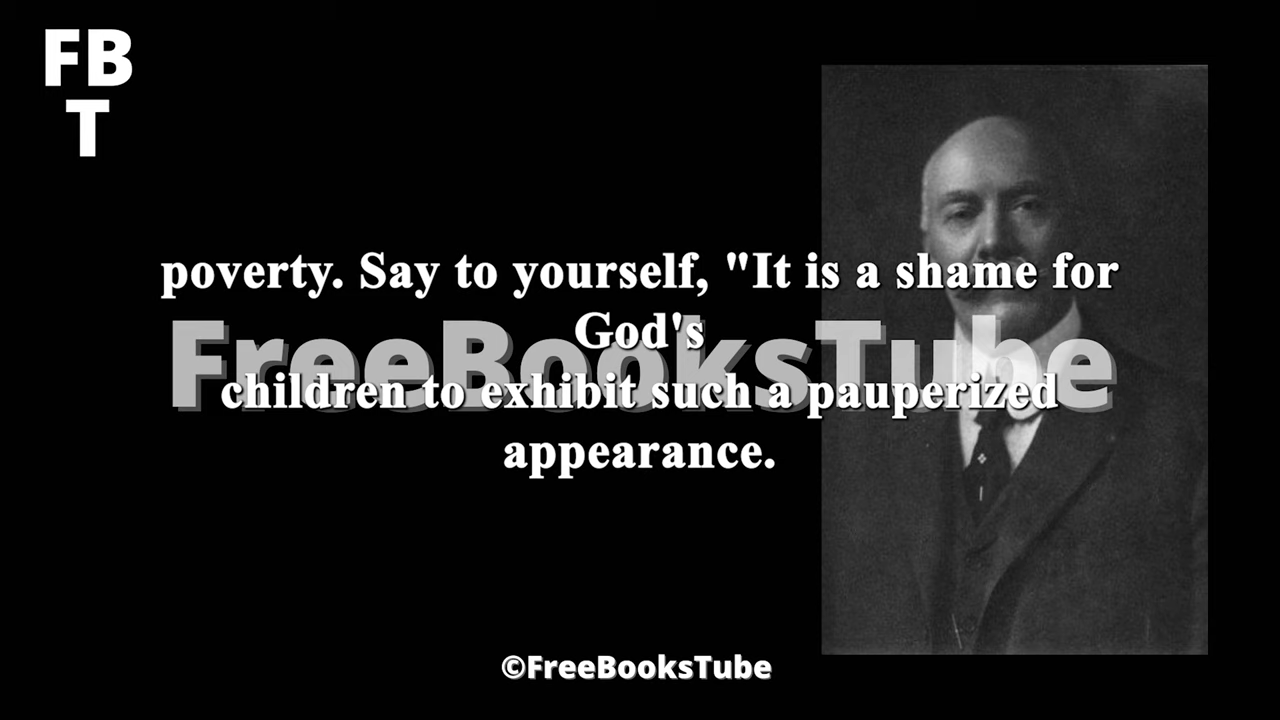 FB
T
poverty. Say to yourself, "It is a shame for
God's
FreeBooksTube
children to exhibit such a pauperized
appearance.
©FreeBooksTube